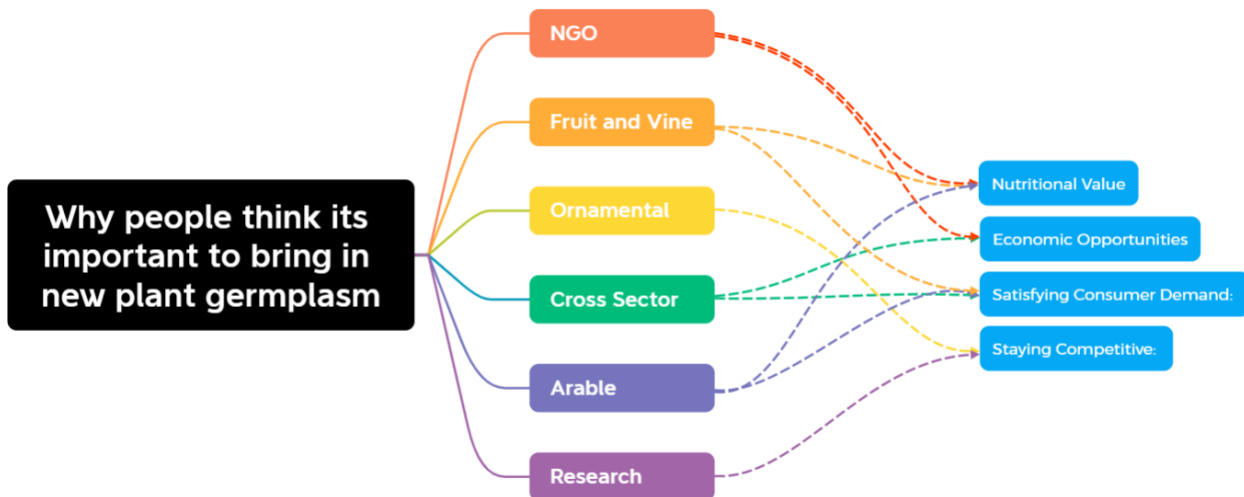 Why people think its
important to bring in
new plant germplasm
NGO
Fruit and Vine
Ornamental
Cross Sector
Arable
Research
Nutritional Value
Economic Opportunities
Satisfying Consumer Demand:
Staying Competitive: